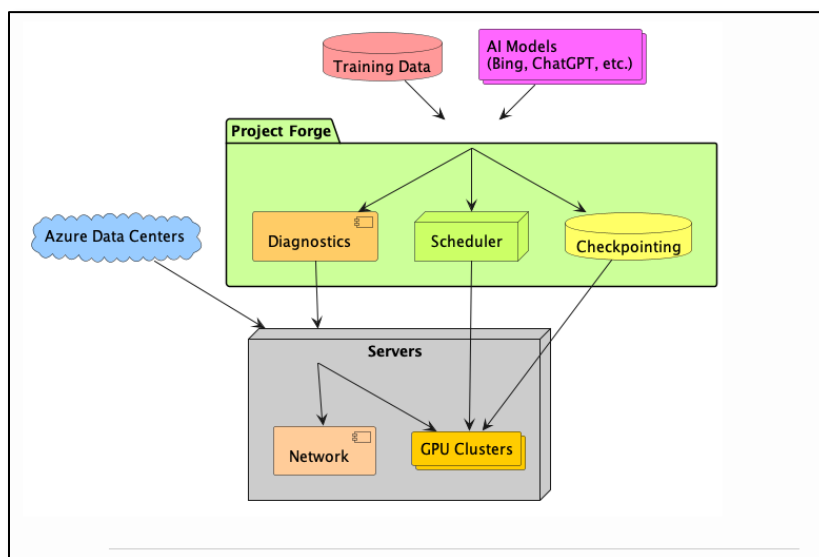 Training Data
AI Models
(Bing, ChatGPT, etc.)
Project Forge
Azure Data Centers
Diagnostics
Scheduler
Checkpointing
Servers
Network
GPU Clusters